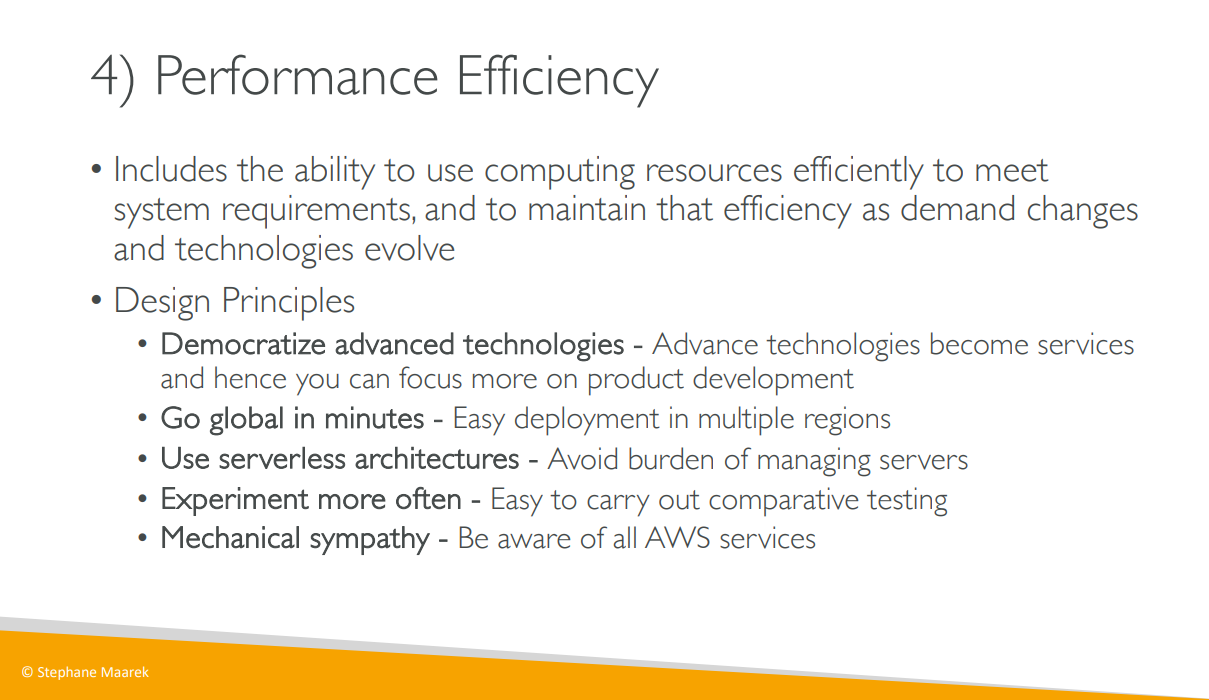 4) Performance Efficiency
• Includes the ability to use computing resources efficiently to meet
system requirements, and to maintain that efficiency as demand changes
and technologies evolve
• Design Principles
• Democratize advanced technologies - Advance technologies become services
and hence you can focus more on product development
• Go global in minutes - Easy deployment in multiple regions
• Use serverless architectures - Avoid burden of managing servers
• Experiment more often - Easy to carry out comparative testing
• Mechanical sympathy - Be aware of all AWS services
© Stephane Maarek